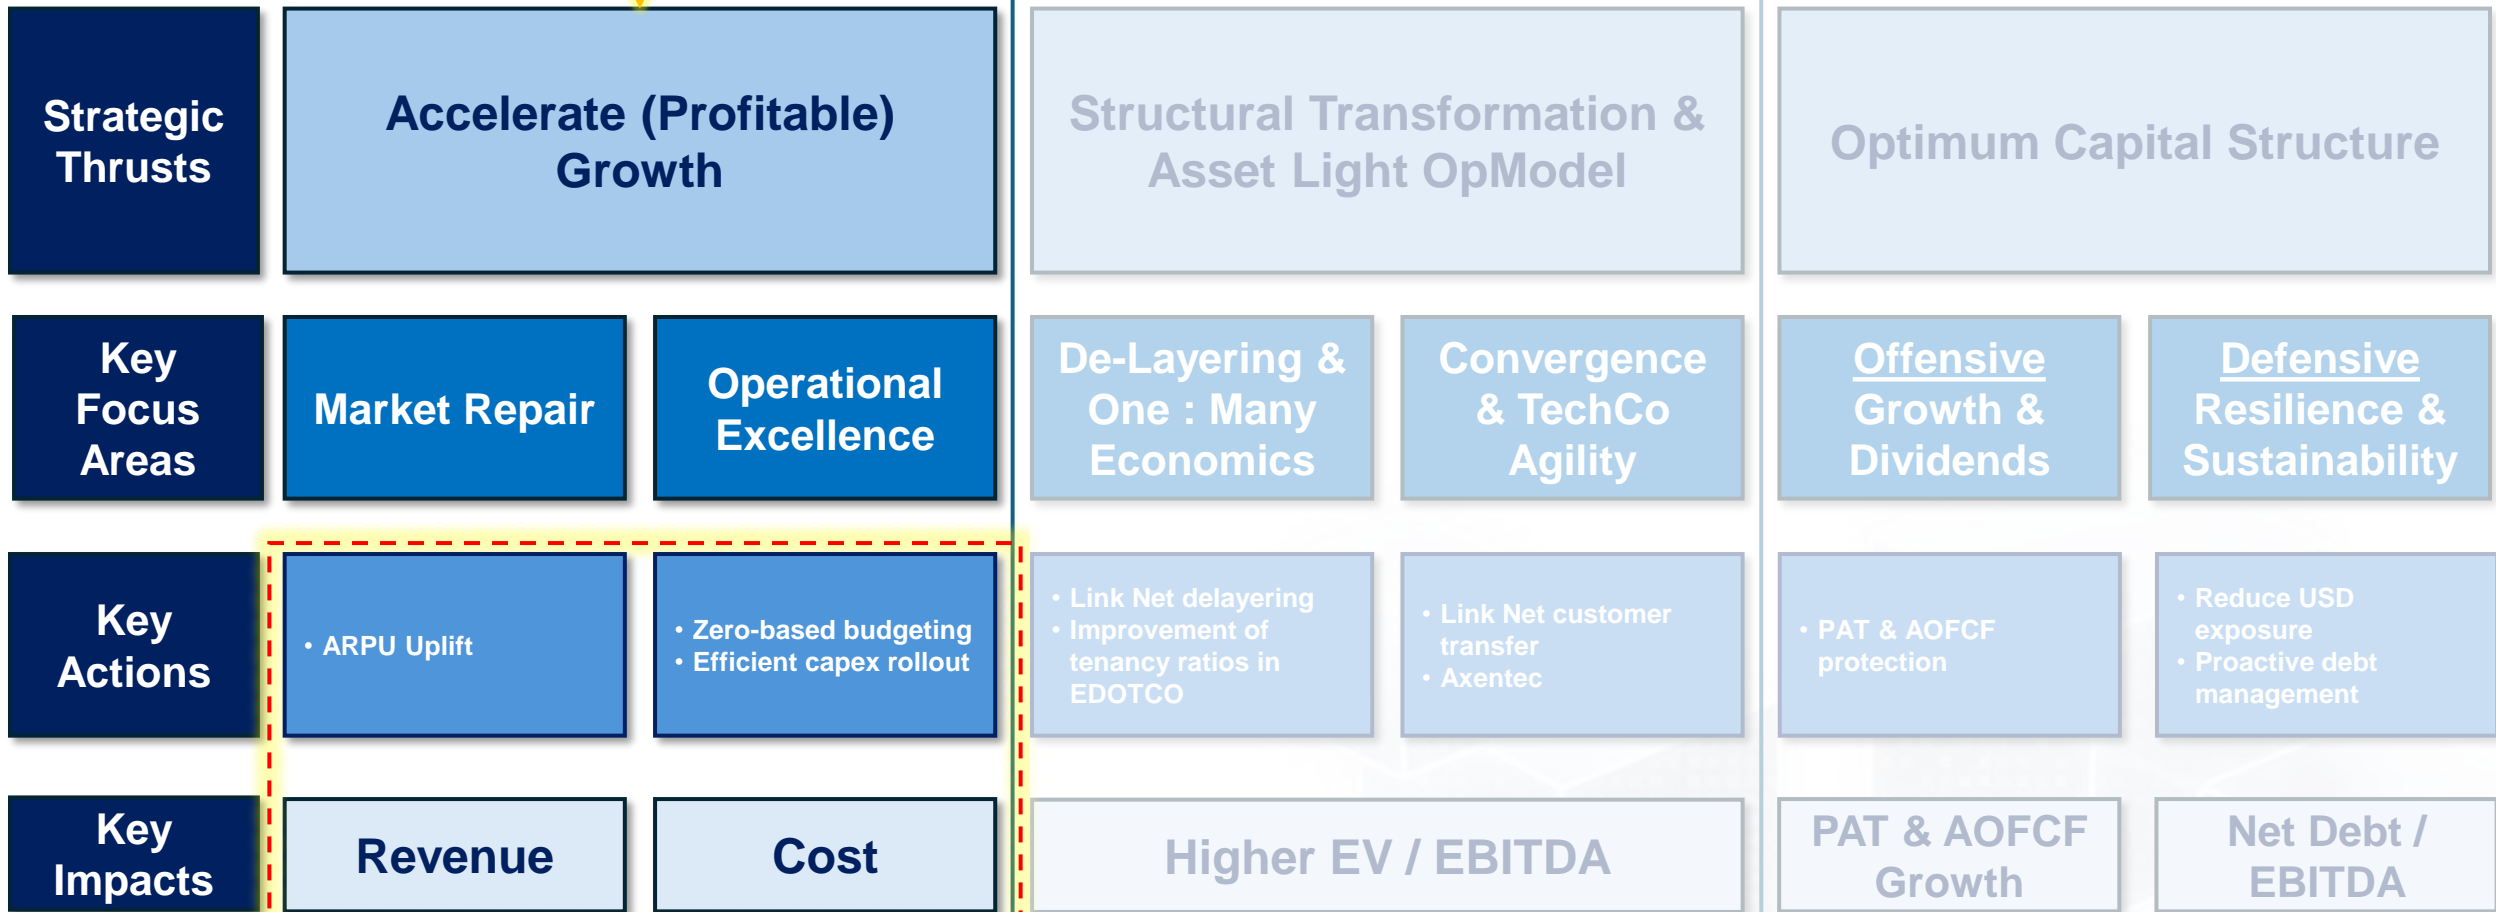 Strategic
Thrusts
Accelerate (Profitable)
Growth
Structural Transformation &
Asset Light OpModel
Optimum Capital Structure
Key
Focus
Areas
Market Repair
Operational
Excellence
De-Layering &
One : Many
Economics
Convergence
& TechCo
Agility
Offensive
Growth &
Dividends
Defensive
Resilience &
Sustainability
Key
Actions
• ARPU Uplift
• Zero-based budgeting
• Efficient capex rollout
• Link Net delayering
• Improvement of
tenancy ratios in
EDOTCO
• Link Net customer
transfer
• Axentec
• PAT & AOFCF
protection
• Reduce USD
exposure
• Proactive debt
management
Key
Impacts
Revenue
Cost
Higher EV / EBITDA
PAT & AOFCF
Growth
Net Debt /
EBITDA